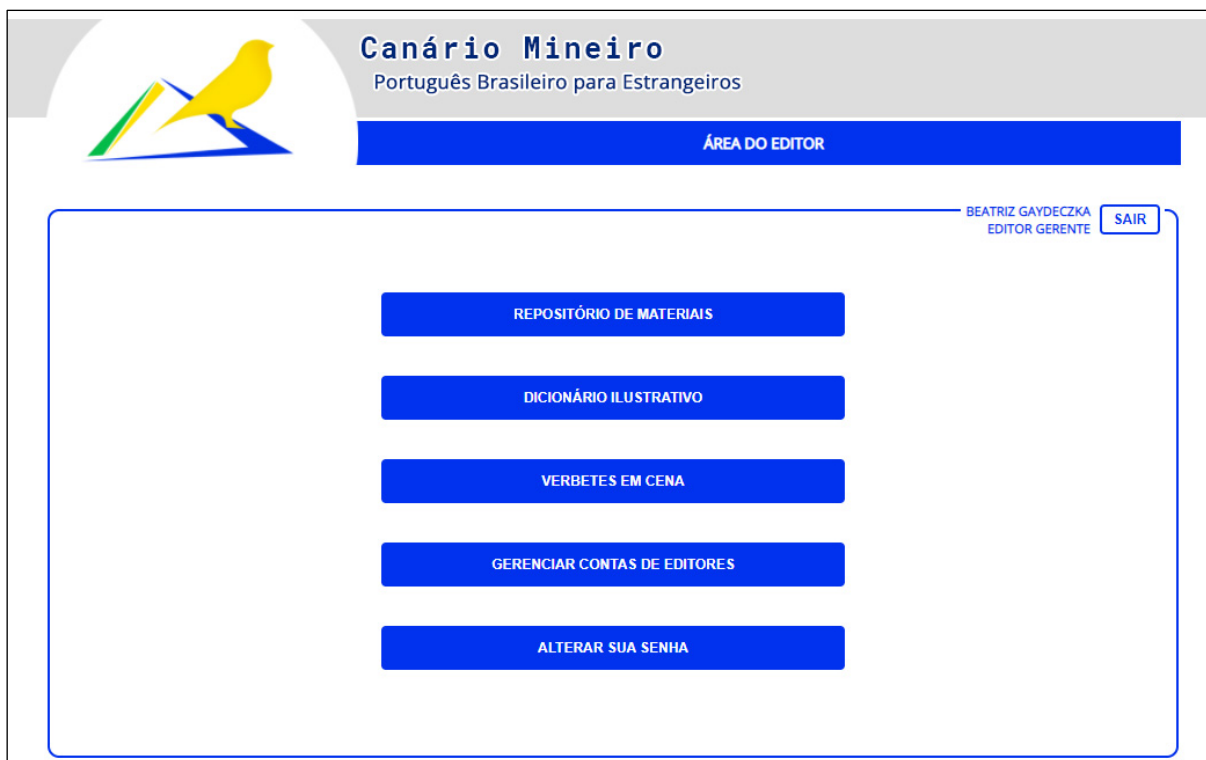 Canário Mineiro
Português Brasileiro para Estrangeiros
ÁREA DO EDITOR
BEATRIZ GAYDECZKA
EDITOR GERENTE
SAIR
REPOSITÓRIO DE MATERIAIS
DICIONÁRIO ILUSTRATIVO
VERBETES EM CENA
GERENCIAR CONTAS DE EDITORES
ALTERAR SUA SENHA